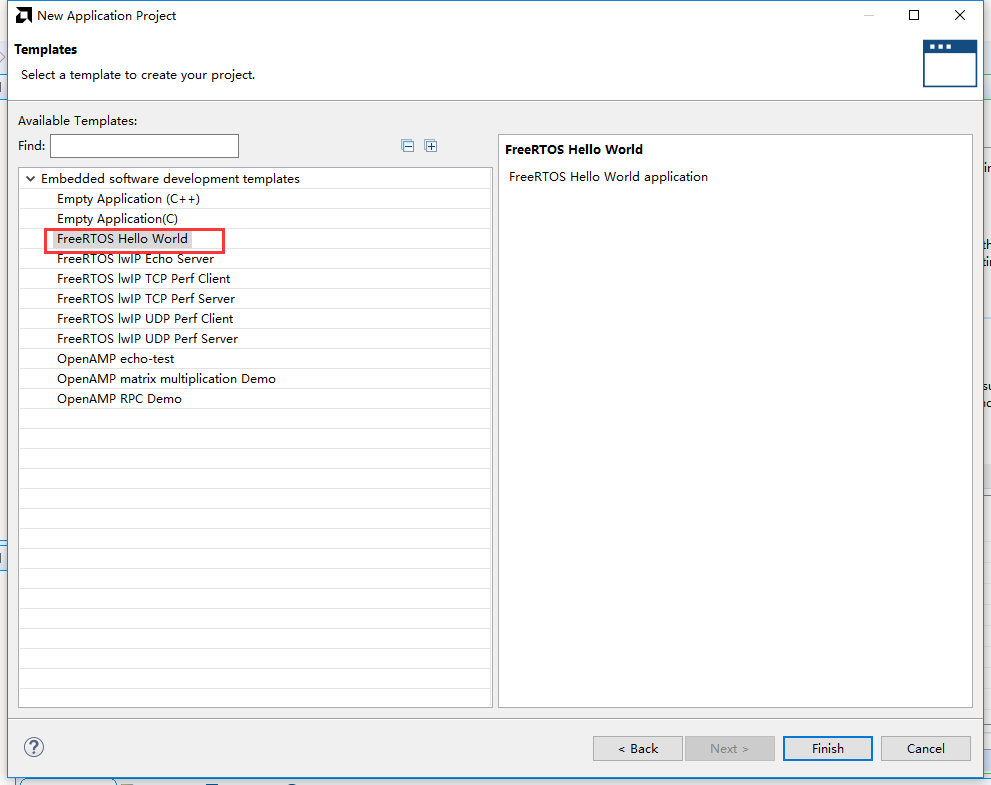 New Application Project
Templates
Select a template to create your project.
Available Templates:
Find:
Embedded software development templates
Empty Application (C++)
Empty Application(C)
FreeRTOS Hello World
FreeRTOS lwIP Echo Server
FreeRTOS lwIP TCP Perf Client
FreeRTOS lwIP TCP Perf Server
FreeRTOS lwIP UDP Perf Client
FreeRTOS lwIP UDP Perf Server
OpenAMP echo-test
OpenAMP matrix multiplication Demo
OpenAMP RPC Demo
FreeRTOS Hello World
FreeRTOS Hello World application
?
< Back
Next >
Finish
Cancel